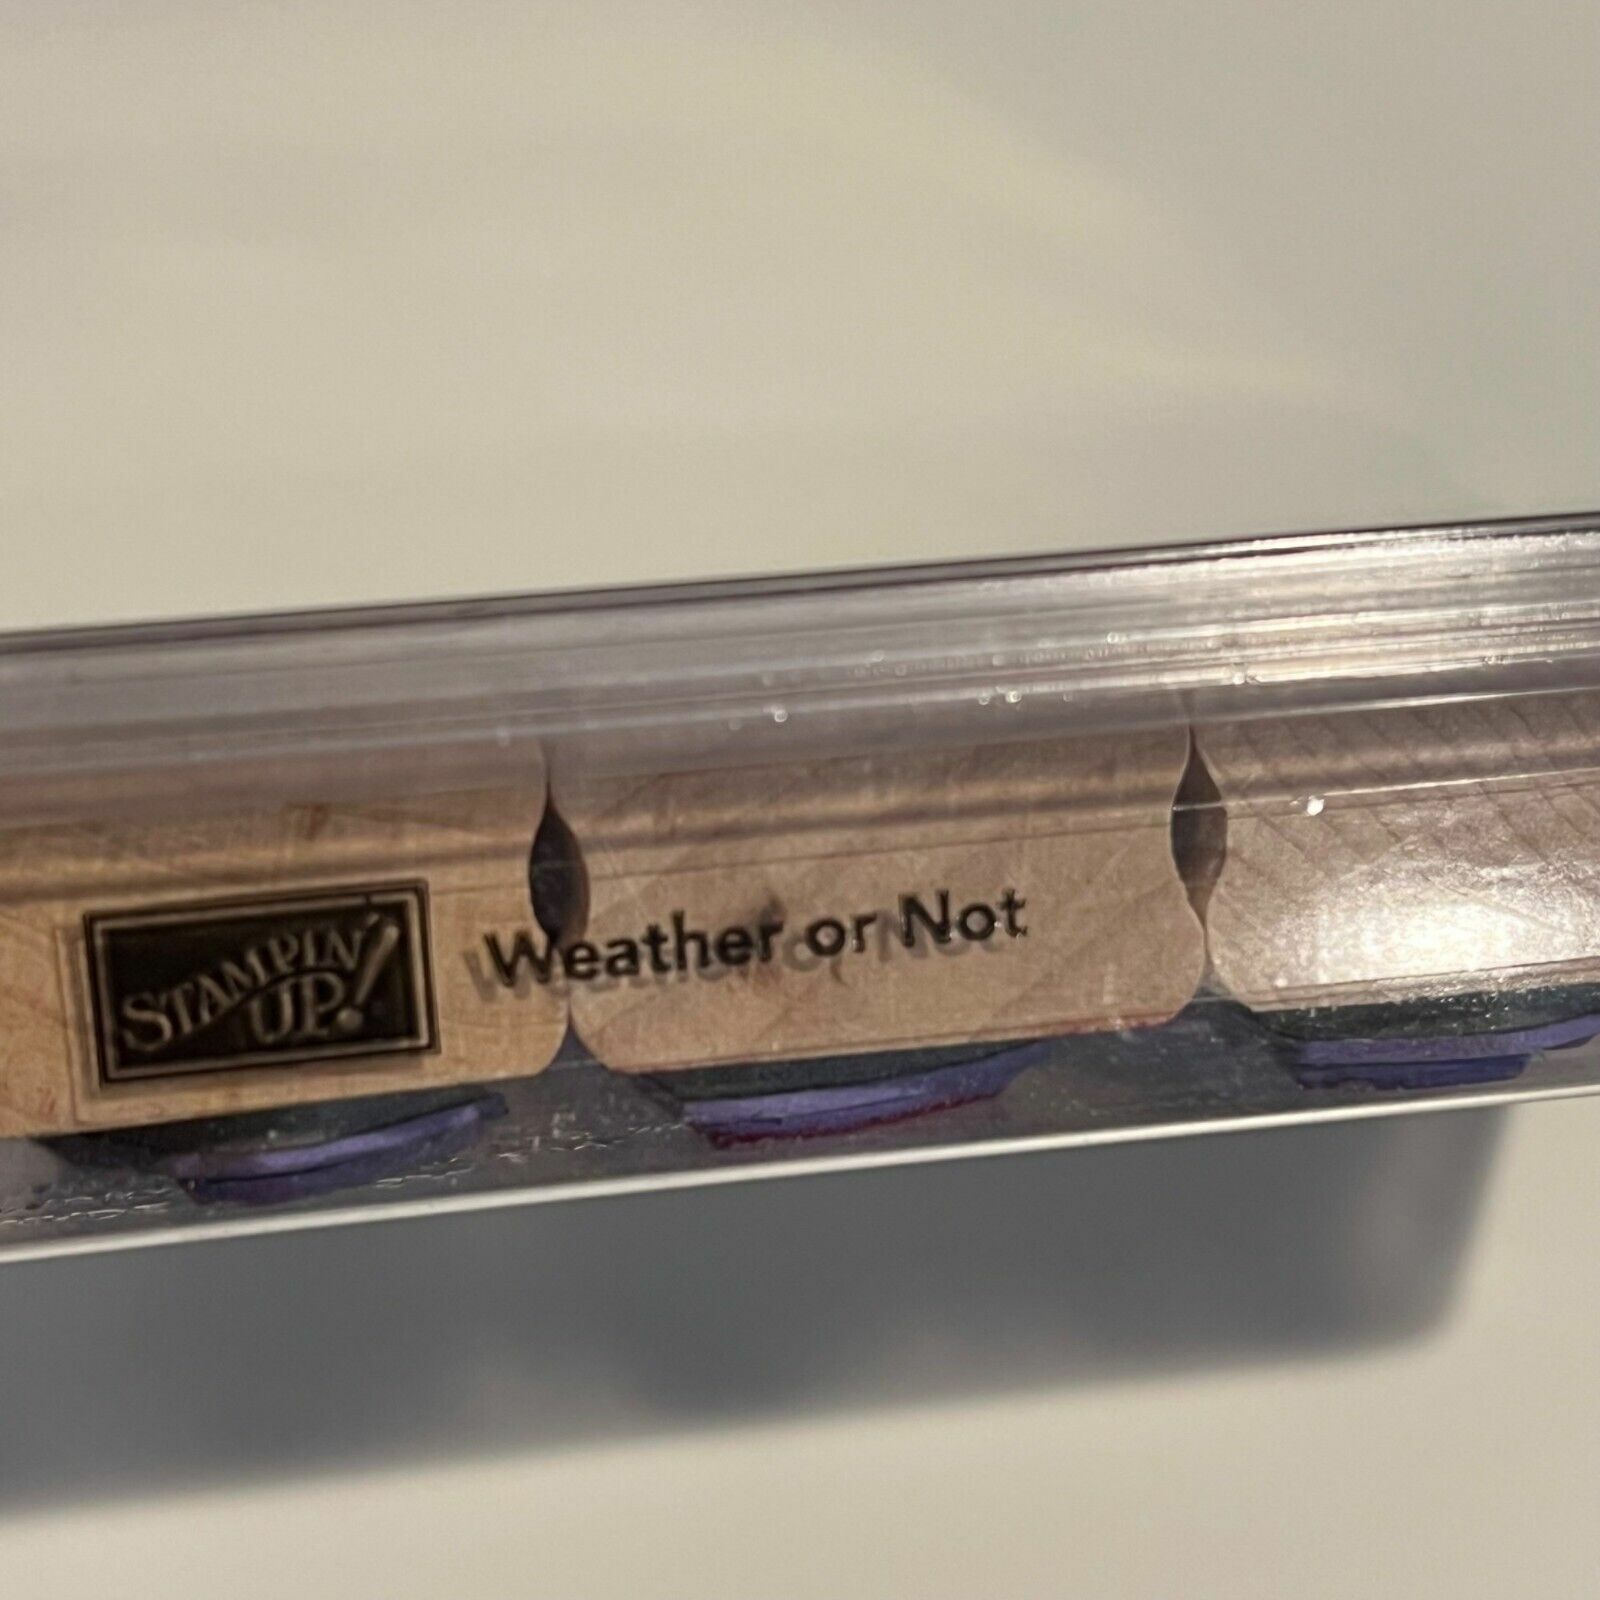 STAMPIN' UP!
Weather or Not